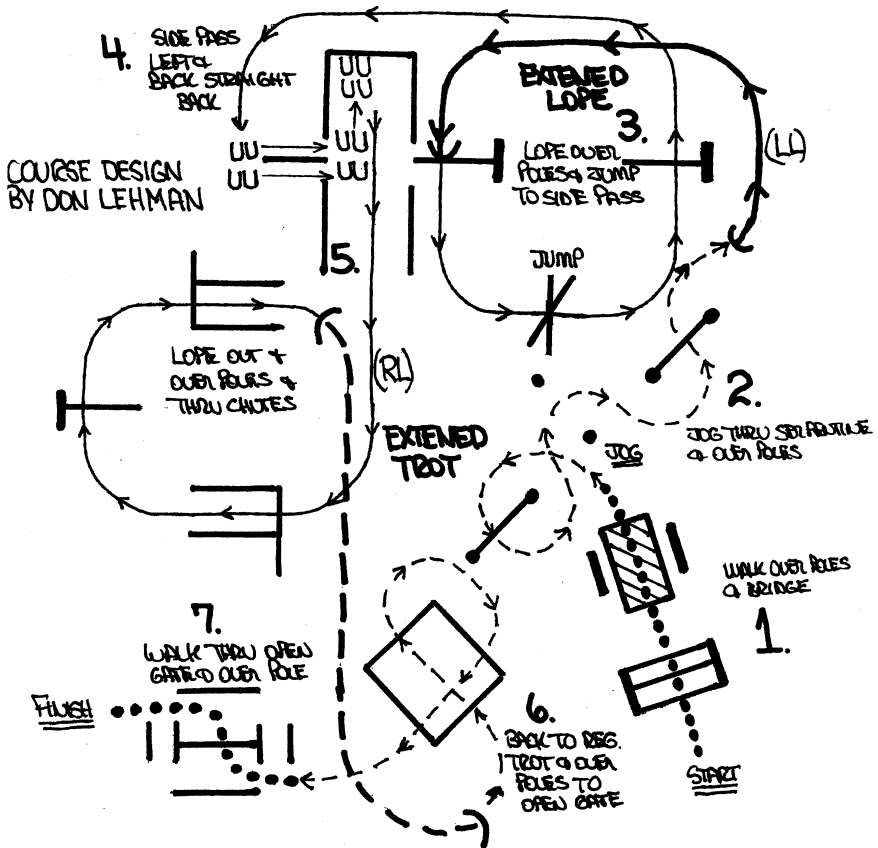 4.
SIDE PASS
LEFT &
BACK STRAIGHT
BACK
COURSE DESIGN
BY DON LEHMAN
EXTENED
LOPE
3.
LOPE OVER
POLES & JUMP
TO SIDE PASS
(LL)
JUMP
5.
LOPE OUT &
OVER POLES &
THRU CHUTES
(RL)
EXTENED
TROT
2.
JOG THRU SERPENTINE
& OVER POLES
JOG
WALK OVER POLES
& BRIDGE
1.
START
7.
WALK THRU OPEN
GATE & OVER POLE
FINISH
6.
BACK TO REG.
TROT & OVER
POLES TO
OPEN GATE